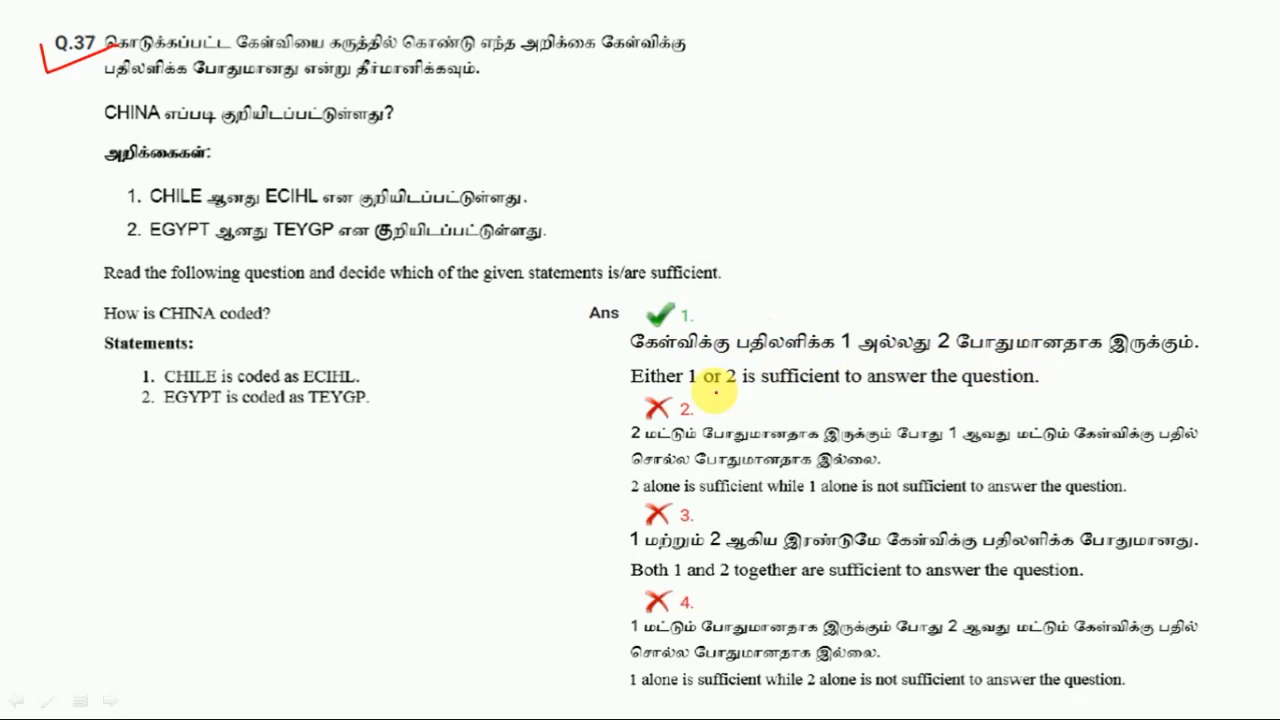 Q.37 கொடுக்கப்பட்ட கேள்வியை கருத்தில் கொண்டு எந்த அறிக்கை கேள்விக்கு
பதிலளிக்க போதுமானது என்று தீர்மானிக்கவும்.
CHINA எப்படி குறியிடப்பட்டுள்ளது?
அறிக்கைகள்:
1. CHILE ஆனது ECIHL என குறியிடப்பட்டுள்ளது.
2. EGYPT ஆனது TEYGP என குறியிடப்பட்டுள்ளது.
Read the following question and decide which of the given statements is/are sufficient.
How is CHINA coded?
Statements:
1. CHILE is coded as ECIHL.
2. EGYPT is coded as TEYGP.
Ans 1.
கேள்விக்கு பதிலளிக்க 1 அல்லது 2 போதுமானதாக இருக்கும்.
Either 1 or 2 is sufficient to answer the question.
2.
2 மட்டும் போதுமானதாக இருக்கும் போது 1 ஆவது மட்டும் கேள்விக்கு பதில்
சொல்ல போதுமானதாக இல்லை.
2 alone is sufficient while 1 alone is not sufficient to answer the question.
3.
1 மற்றும் 2 ஆகிய இரண்டுமே கேள்விக்கு பதிலளிக்க போதுமானது.
Both 1 and 2 together are sufficient to answer the question.
4.
1 மட்டும் போதுமானதாக இருக்கும் போது 2 ஆவது மட்டும் கேள்விக்கு பதில்
சொல்ல போதுமானதாக இல்லை.
1 alone is sufficient while 2 alone is not sufficient to answer the question.